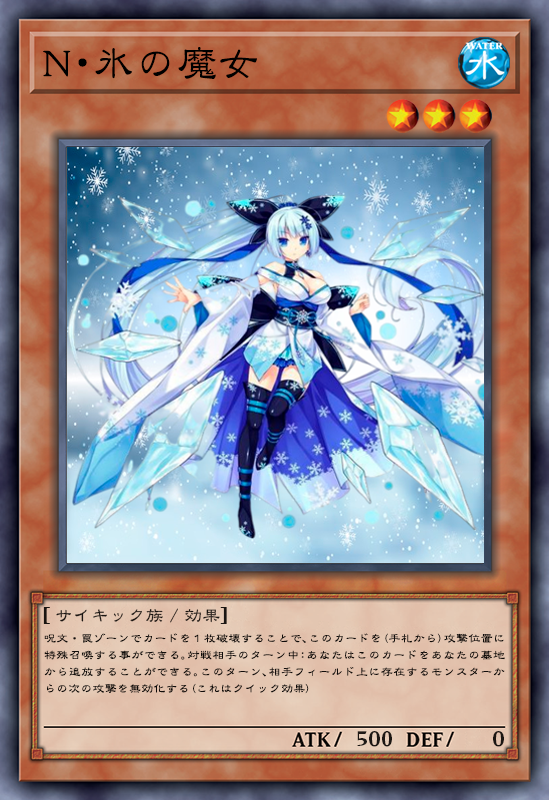 N・氷の魔女
WATER
水
[サイキック族/効果]
呪文・罠ゾーンでカードを1枚破壊することで、このカードを(手札から)攻撃位置に
特殊召喚する事ができる。対戦相手のターン中:あなたはこのカードをあなたの墓地
から追放することができる。このターン、相手フィールド上に存在するモンスターか
らの次の攻撃を無効化する(これはクイック効果)
ATK/ 500 DEF/ 0